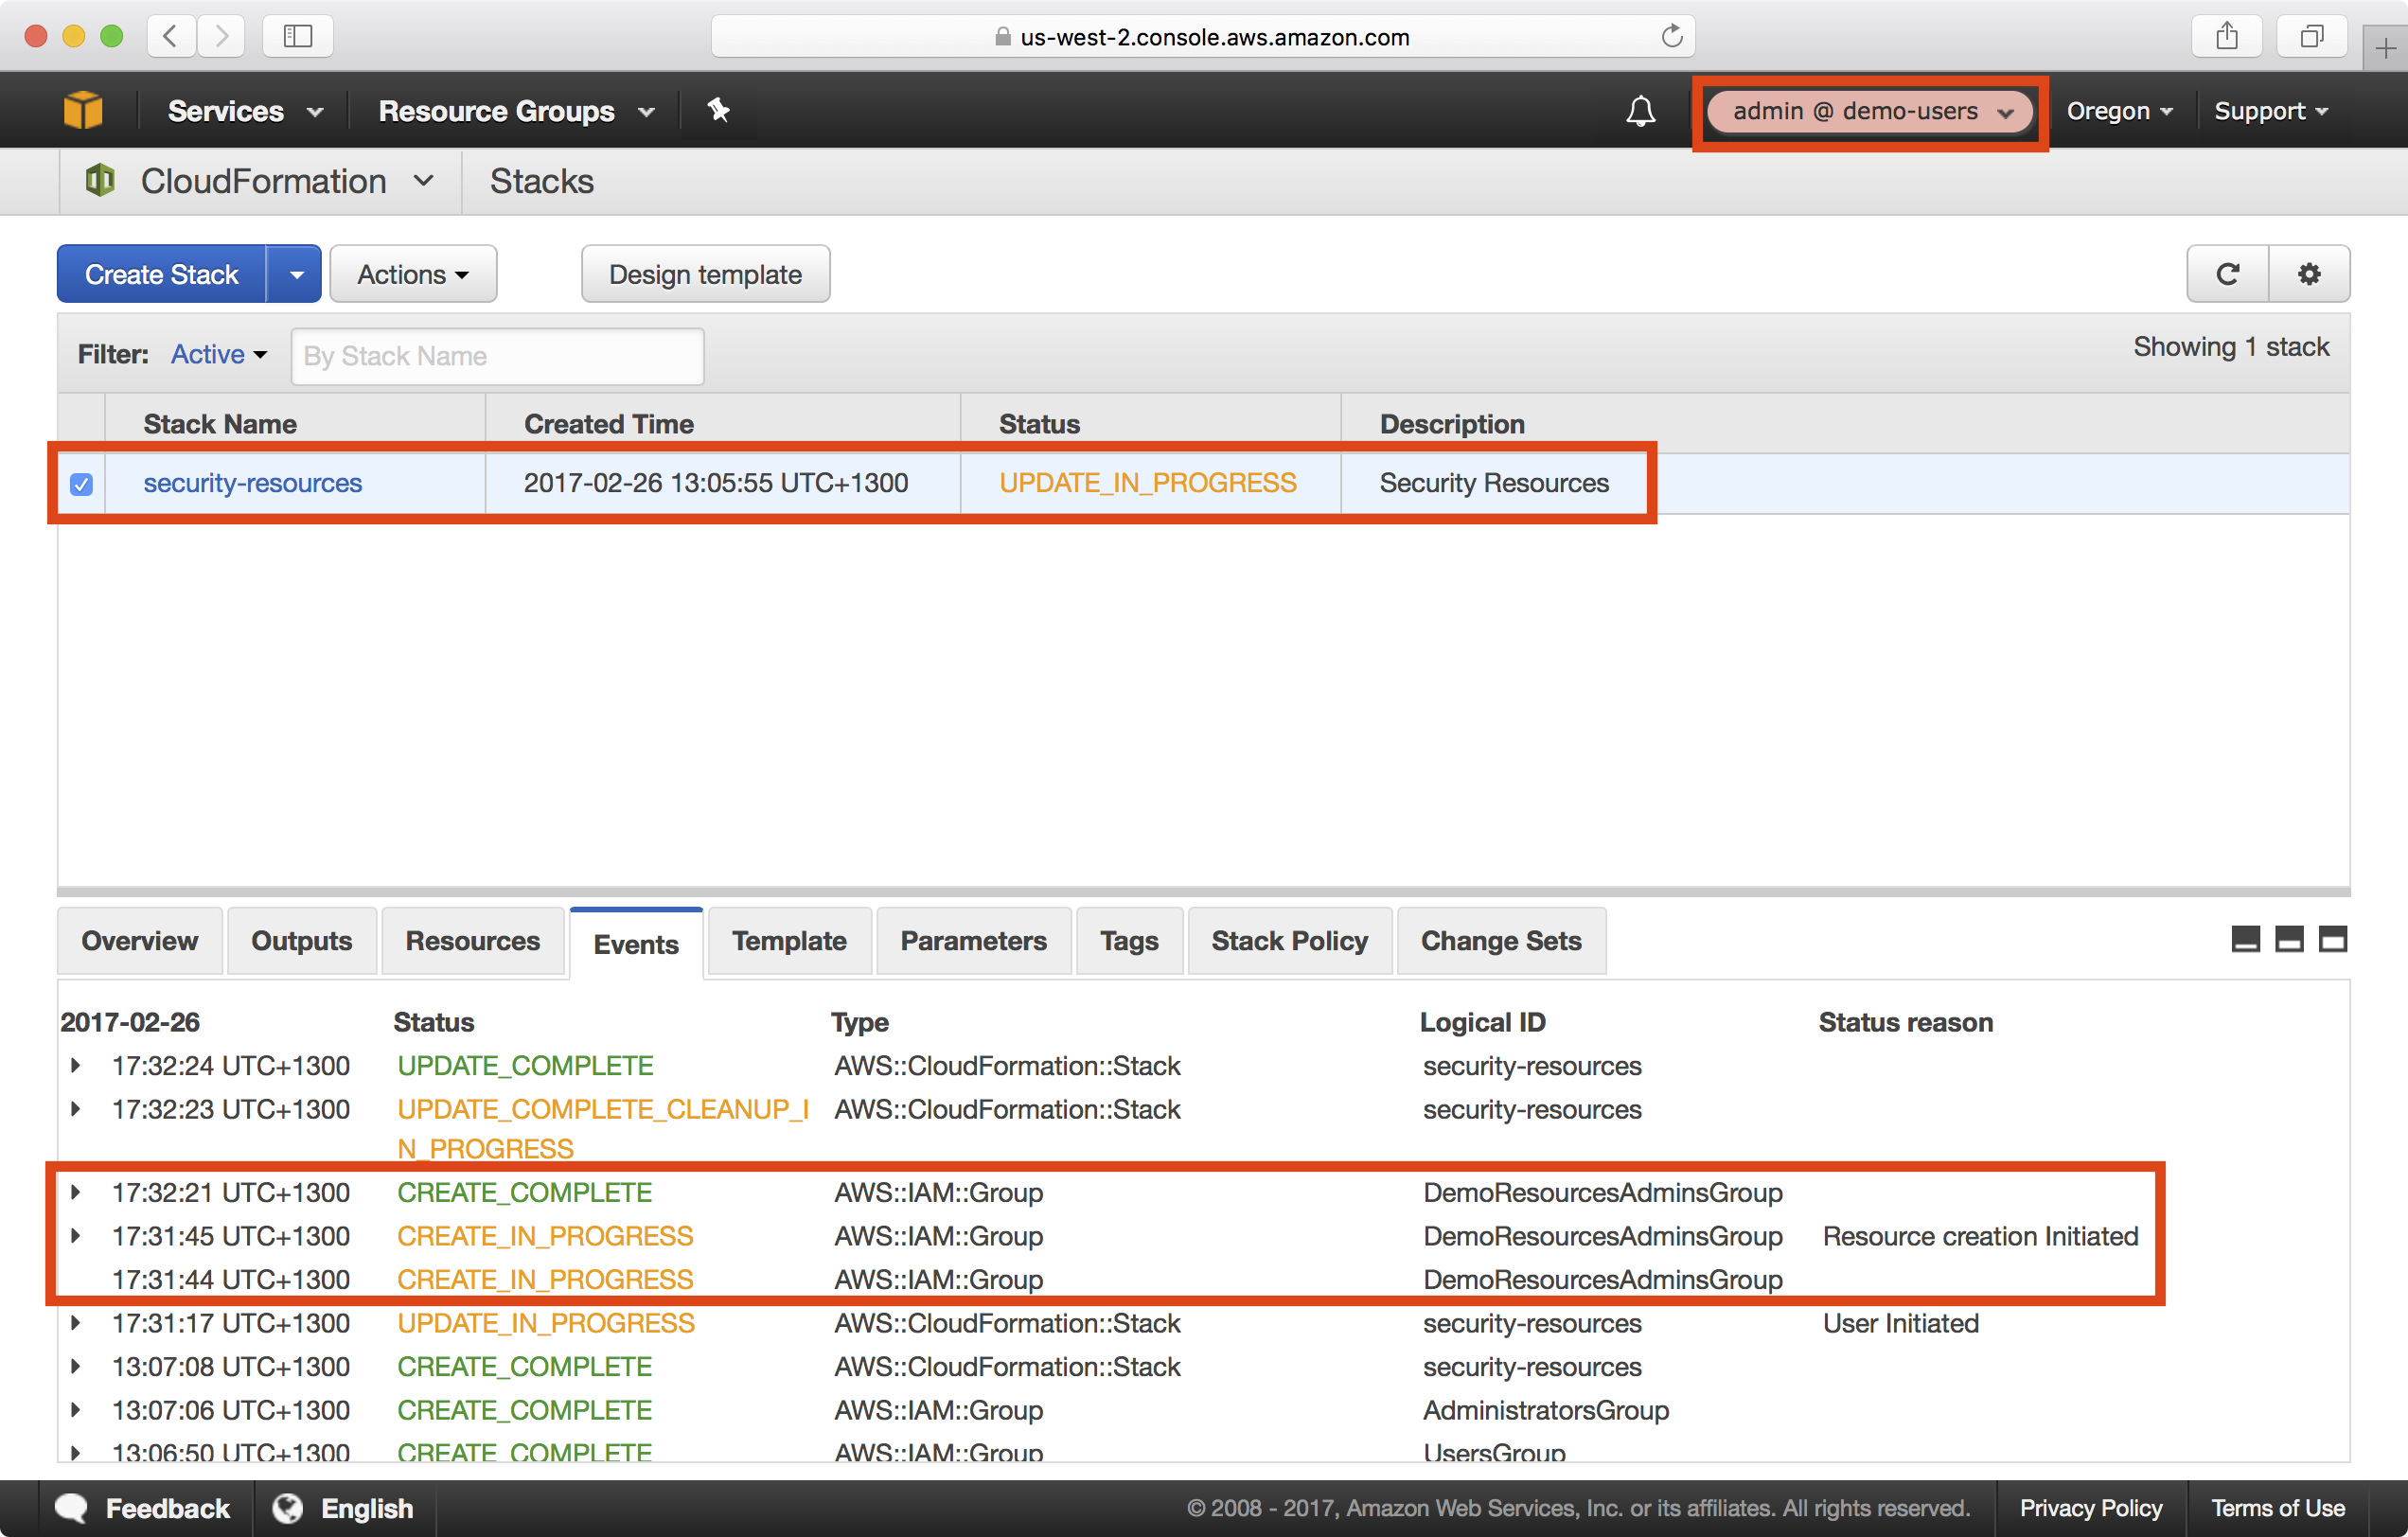 us-west-2.console.aws.amazon.com
Services Resource Groups admin @ demo-users Oregon Support
CloudFormation Stacks
Create Stack Actions Design template
Filter: Active By Stack Name Showing 1 stack
Stack Name Created Time Status Description
security-resources 2017-02-26 13:05:55 UTC+1300 UPDATE_IN_PROGRESS Security Resources
Overview Outputs Resources Events Template Parameters Tags Stack Policy Change Sets
2017-02-26 Status Type Logical ID Status reason
17:32:24 UTC+1300 UPDATE_COMPLETE AWS::CloudFormation::Stack security-resources
17:32:23 UTC+1300 UPDATE_COMPLETE_CLEANUP_I AWS::CloudFormation::Stack security-resources
N_PROGRESS
17:32:21 UTC+1300 CREATE_COMPLETE AWS::IAM::Group DemoResourcesAdminsGroup
17:31:45 UTC+1300 CREATE_IN_PROGRESS AWS::IAM::Group DemoResourcesAdminsGroup Resource creation Initiated
17:31:44 UTC+1300 CREATE_IN_PROGRESS AWS::IAM::Group DemoResourcesAdminsGroup
17:31:17 UTC+1300 UPDATE_IN_PROGRESS AWS::CloudFormation::Stack security-resources User Initiated
13:07:08 UTC+1300 CREATE_COMPLETE AWS::CloudFormation::Stack security-resources
13:07:06 UTC+1300 CREATE_COMPLETE AWS::IAM::Group AdministratorsGroup
13:06:50 UTC+1300 CREATE_COMPLETE AWS::IAM::Group UsersGroup
Feedback English © 2008 - 2017, Amazon Web Services, Inc. or its affiliates. All rights reserved. Privacy Policy Terms of Use